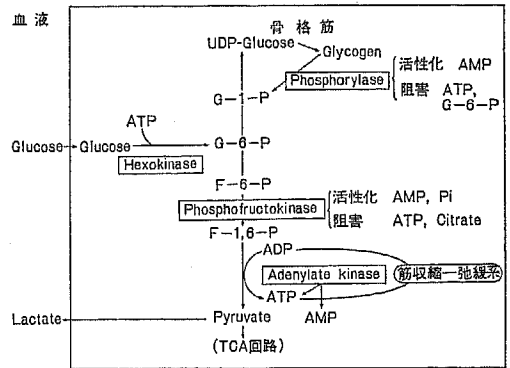 血液
骨格筋
UDP-Glucose
Glycogen
Phosphorylase
活性化 AMP
阻害 ATP,
G-6-P
G-1-P
ATP
Glucose
Glucose
G-6-P
Hexokinase
F-6-P
Phosphofructokinase
活性化 AMP, Pi
阻害 ATP, Citrate
F-1,6-P
ADP
Adenylate kinase
筋収縮一弛緩系
ATP
Lactate
Pyruvate
AMP
(TCA回路)